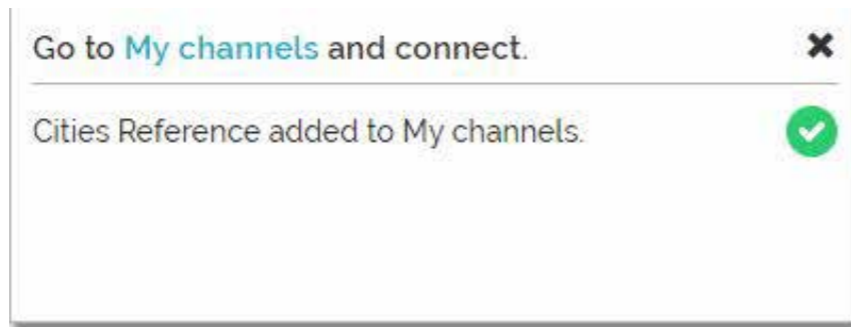 Go to My channels and connect.
Cities Reference added to My channels.